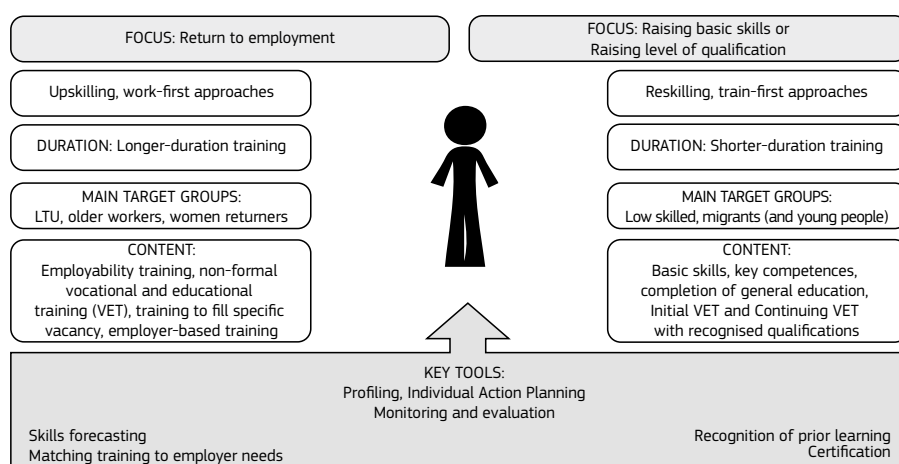 FOCUS: Return to employment
FOCUS: Raising basic skills or
Raising level of qualification
Upskilling, work-first approaches
Reskilling, train-first approaches
DURATION: Longer-duration training
DURATION: Shorter-duration training
MAIN TARGET GROUPS:
LTU, older workers, women returners
MAIN TARGET GROUPS:
Low skilled, migrants (and young people)
CONTENT:
Employability training, non-formal
vocational and educational
training (VET), training to fill specific
vacancy, employer-based training
CONTENT:
Basic skills, key competences,
completion of general education,
Initial VET and Continuing VET
with recognised qualifications
KEY TOOLS:
Profiling, Individual Action Planning
Monitoring and evaluation
Skills forecasting
Matching training to employer needs
Recognition of prior learning
Certification